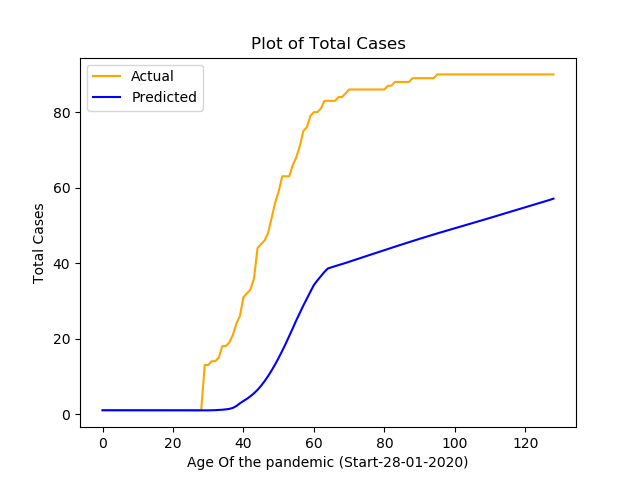 Plot of Total Cases
Actual
Predicted
80
60
40
20
0
Total Cases
0 20 40 60 80 100 120
Age Of the pandemic (Start-28-01-2020)